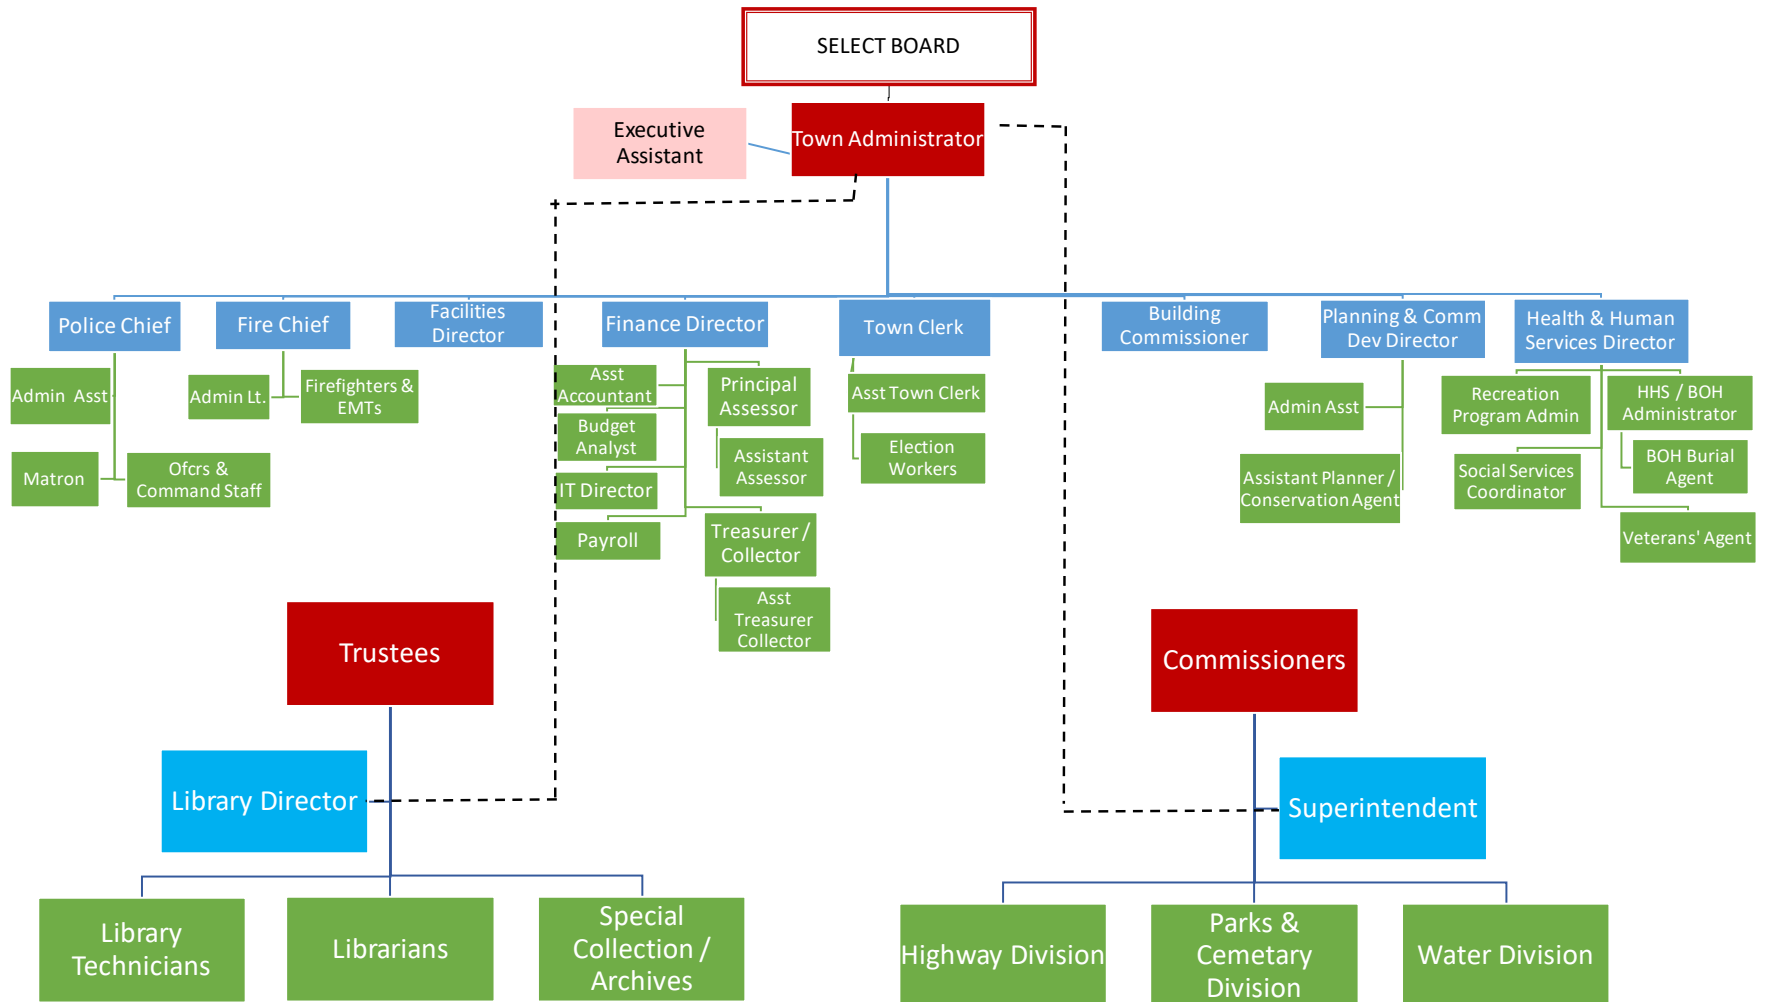 SELECT BOARD
Executive
Assistant
Town Administrator
Police Chief
Fire Chief
Facilities
Director
Finance Director
Town Clerk
Building
Commissioner
Planning & Comm
Dev Director
Health & Human
Services Director
Admin Asst
Matron
Ofcrs &
Command Staff
Admin Lt.
Firefighters &
EMTs
Asst
Accountant
Budget
Analyst
IT Director
Payroll
Principal
Assessor
Assistant
Assessor
Treasurer /
Collector
Asst
Treasurer
Collector
Asst Town Clerk
Election
Workers
Admin Asst
Assistant Planner /
Conservation Agent
Recreation
Program Admin
Social Services
Coordinator
HHS / BOH
Administrator
BOH Burial
Agent
Veterans' Agent
Trustees
Library Director
Library
Technicians
Librarians
Special
Collection /
Archives
Commissioners
Superintendent
Highway Division
Parks &
Cemetary
Division
Water Division